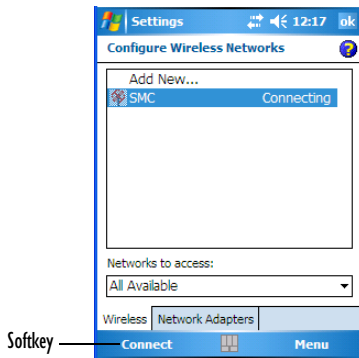 Settings 12:17 ok
Configure Wireless Networks ?
Add New...
SMC Connecting
Networks to access:
All Available
Wireless Network Adapters
Softkey Connect Menu